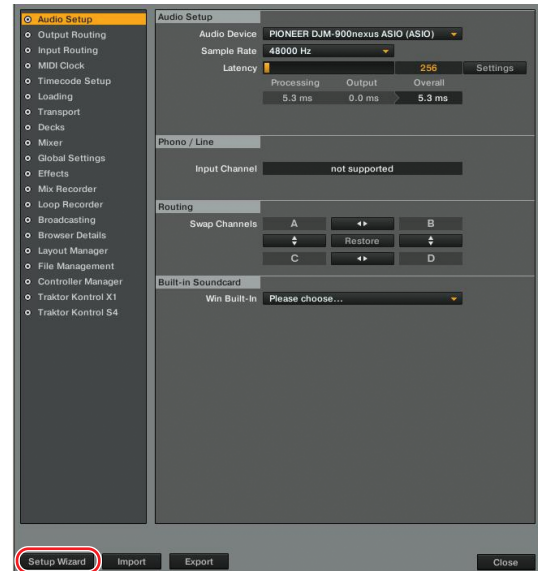 Audio Setup
Output Routing
Input Routing
MIDI Clock
Timecode Setup
Loading
Transport
Decks
Mixer
Global Settings
Effects
Mix Recorder
Loop Recorder
Broadcasting
Browser Details
Layout Manager
File Management
Controller Manager
Traktor Kontrol X1
Traktor Kontrol S4
Audio Setup
Audio Device PIONEER DJM-900nexus ASIO (ASIO)
Sample Rate 48000 Hz
Latency 256 Settings
Processing Output Overall
5.3 ms 0.0 ms 5.3 ms
Phono / Line
Input Channel not supported
Routing
Swap Channels A B
Restore
C D
Built-in Soundcard
Win Built-In Please choose...
Setup Wizard Import Export Close